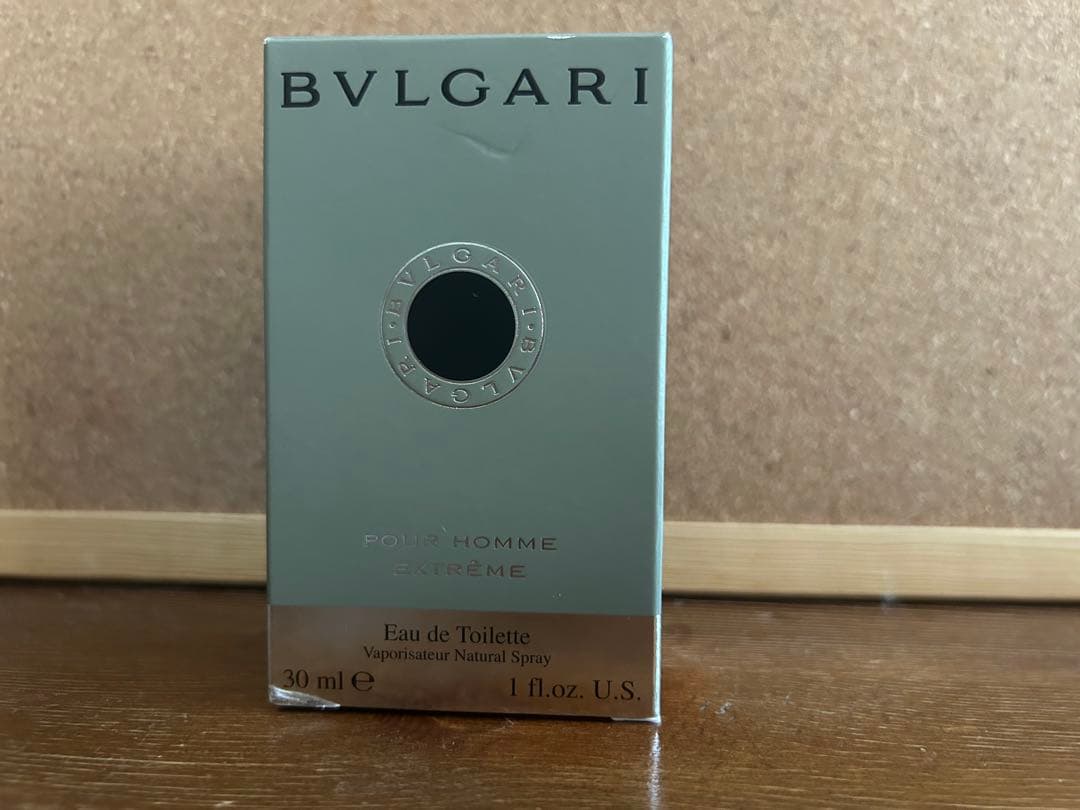 BVLGARI
BVLGARI · BVLGARI ·
POUR HOMME
EXTRÊME
Eau de Toilette
Vaporisateur Natural Spray
30 ml ℮
1 fl.oz. U.S.